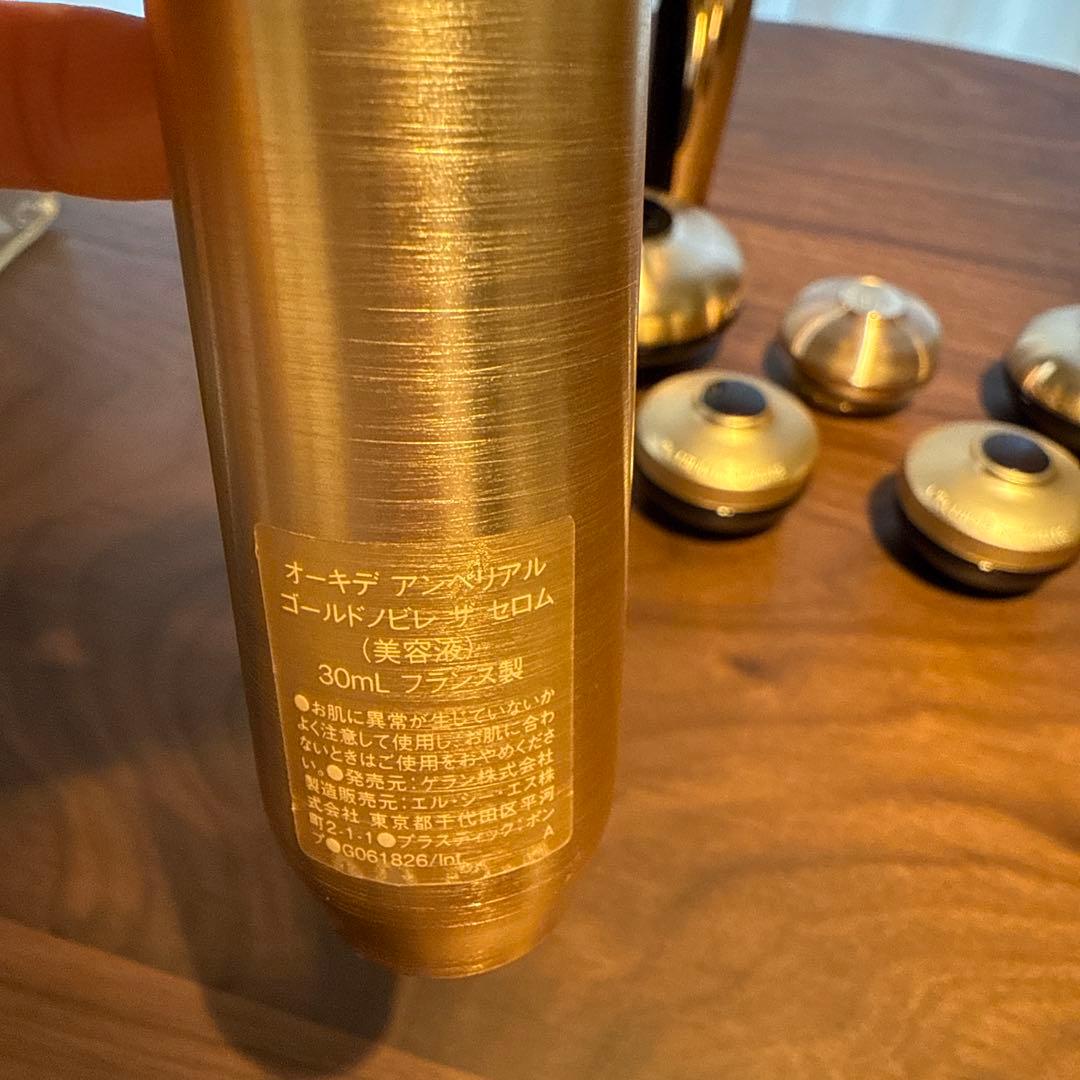 オーキデ アンペリアル
ゴールドノビレ ザ セロム
(美容液)
30mL フランス製
●お肌に異常が生じていないか
よく注意して使用し、お肌に合わ
ないときはご使用をおやめくださ
い。●発売元:ゲラン株式会社
製造販売元:エル・シー・エス株
式会社 東京都千代田区平河
町2-1-1●プラスティック:ポン
プ●G061826/Int. A